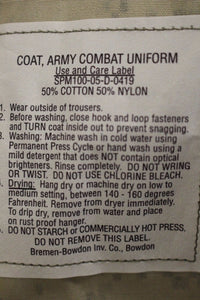 COAT, ARMY COMBAT UNIFORM
Use and Care Label
SPM100-05-D-0419
50% COTTON 50% NYLON
1. Wear outside of trousers.
2. Before washing, close hook and loop fasteners
and TURN coat inside out to prevent snagging.
3. Washing: Machine wash in cold water using
Permanent Press Cycle or hand wash using a
mild detergent that does NOT contain optical
brighteners. Rinse completely. DO NOT WRING
OR TWIST. DO NOT USE CHLORINE BLEACH.
Drying: Hang dry or machine dry on low to
medium setting, between 140 - 160 degrees
Fahrenheit. Remove from dryer immediately.
To drip dry, remove from water and place
on rust proof hanger.
DO NOT STARCH or COMMERCIALLY HOT PRESS.
DO NOT REMOVE THIS LABEL.
Bremen-Bowdon Inv. Co., Bowdon